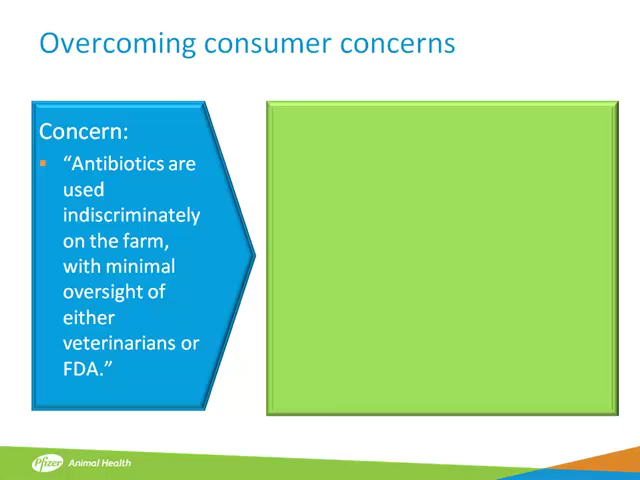 Overcoming consumer concerns
Concern:
▪ “Antibiotics are
used
indiscriminately
on the farm,
with minimal
oversight of
either
veterinarians or
FDA.”
Pfizer Animal Health